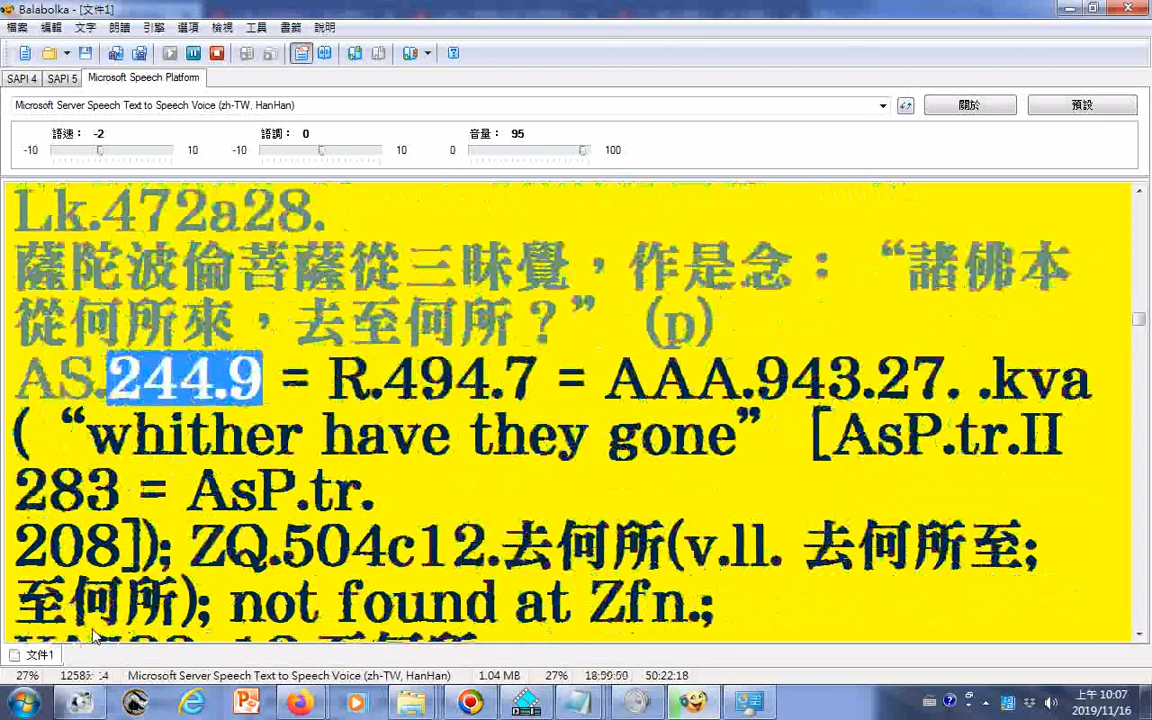 Balabolka - [文件1]
檔案 編輯 文字 朗讀 引擎 選項 檢視 工具 書籤 說明
SAPI 4 SAPI 5 Microsoft Speech Platform
Microsoft Server Speech Text to Speech Voice (zh-TW, HanHan) 關於 預設
語速： -2 語調： 0 音量： 95
-10 10 -10 10 0 100
Lk.472a28.
薩陀波倫菩薩從三昧覺，作是念：“諸佛本
從何所來，去至何所？” (p)
AS.244.9 = R.494.7 = AAA.943.27. .kva
(“whither have they gone” [AsP.tr.II
283 = AsP.tr.
208]); ZQ.504c12.去何所(v.ll. 去何所至;
至何所); not found at Zfn.;
文件1
27% Microsoft Server Speech Text to Speech Voice (zh-TW, HanHan) 1.04 MB 27% 50:22:18
上午 10:07
2019/11/16